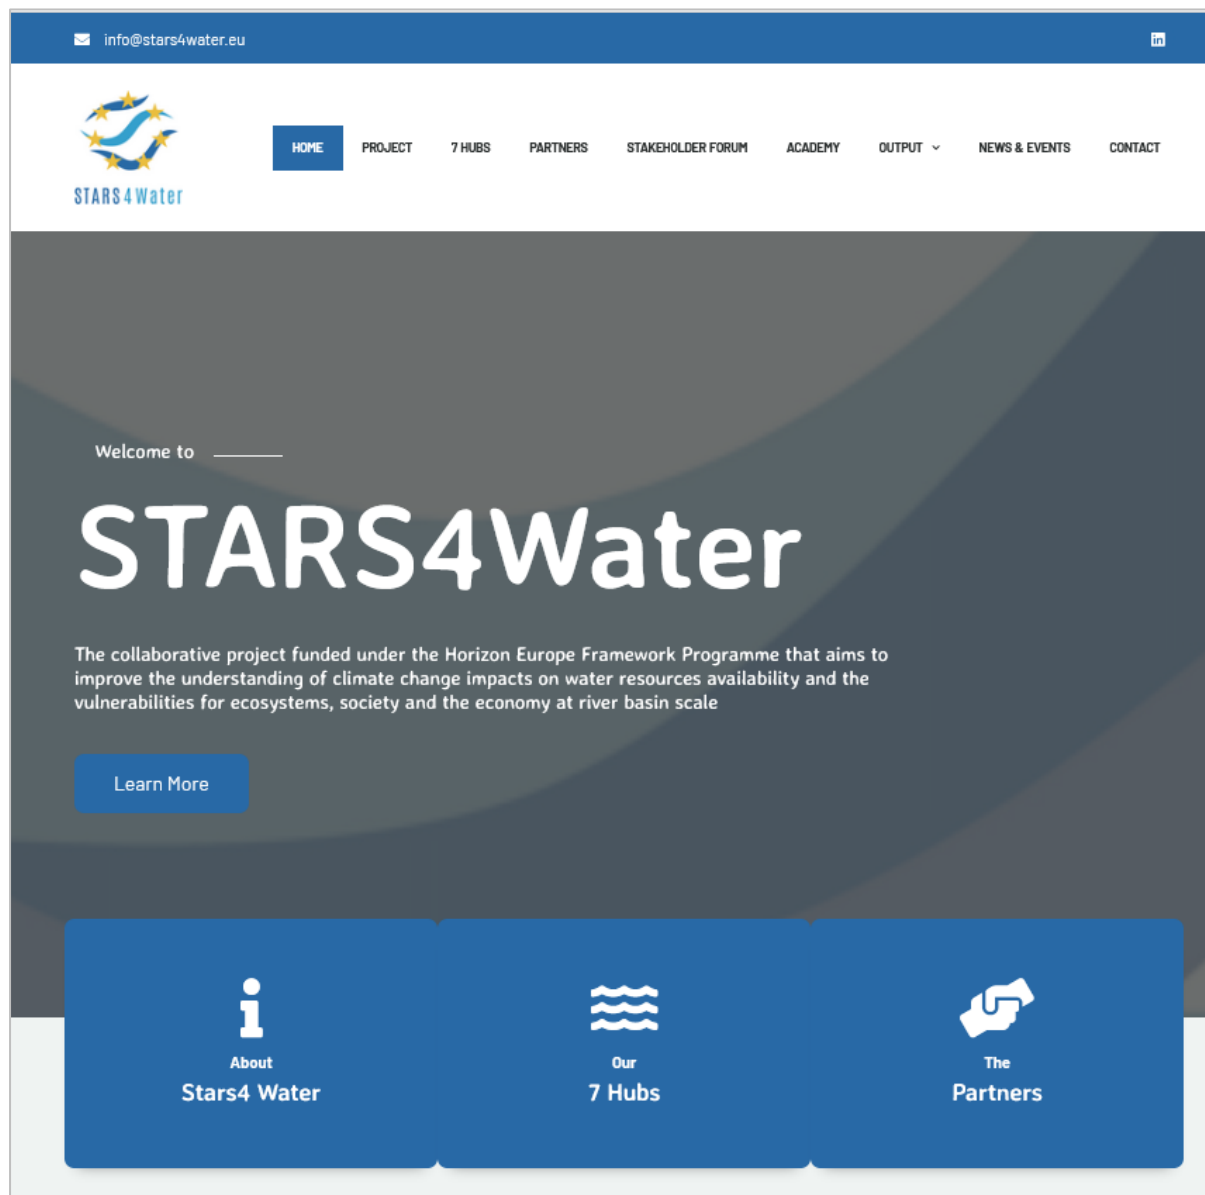 info@stars4water.eu
STARS4Water
HOME PROJECT 7 HUBS PARTNERS STAKEHOLDER FORUM ACADEMY OUTPUT NEWS & EVENTS CONTACT
Welcome to
STARS4Water
The collaborative project funded under the Horizon Europe Framework Programme that aims to
improve the understanding of climate change impacts on water resources availability and the
vulnerabilities for ecosystems, society and the economy at river basin scale
Learn More
About
Stars4 Water
Our
7 Hubs
The
Partners